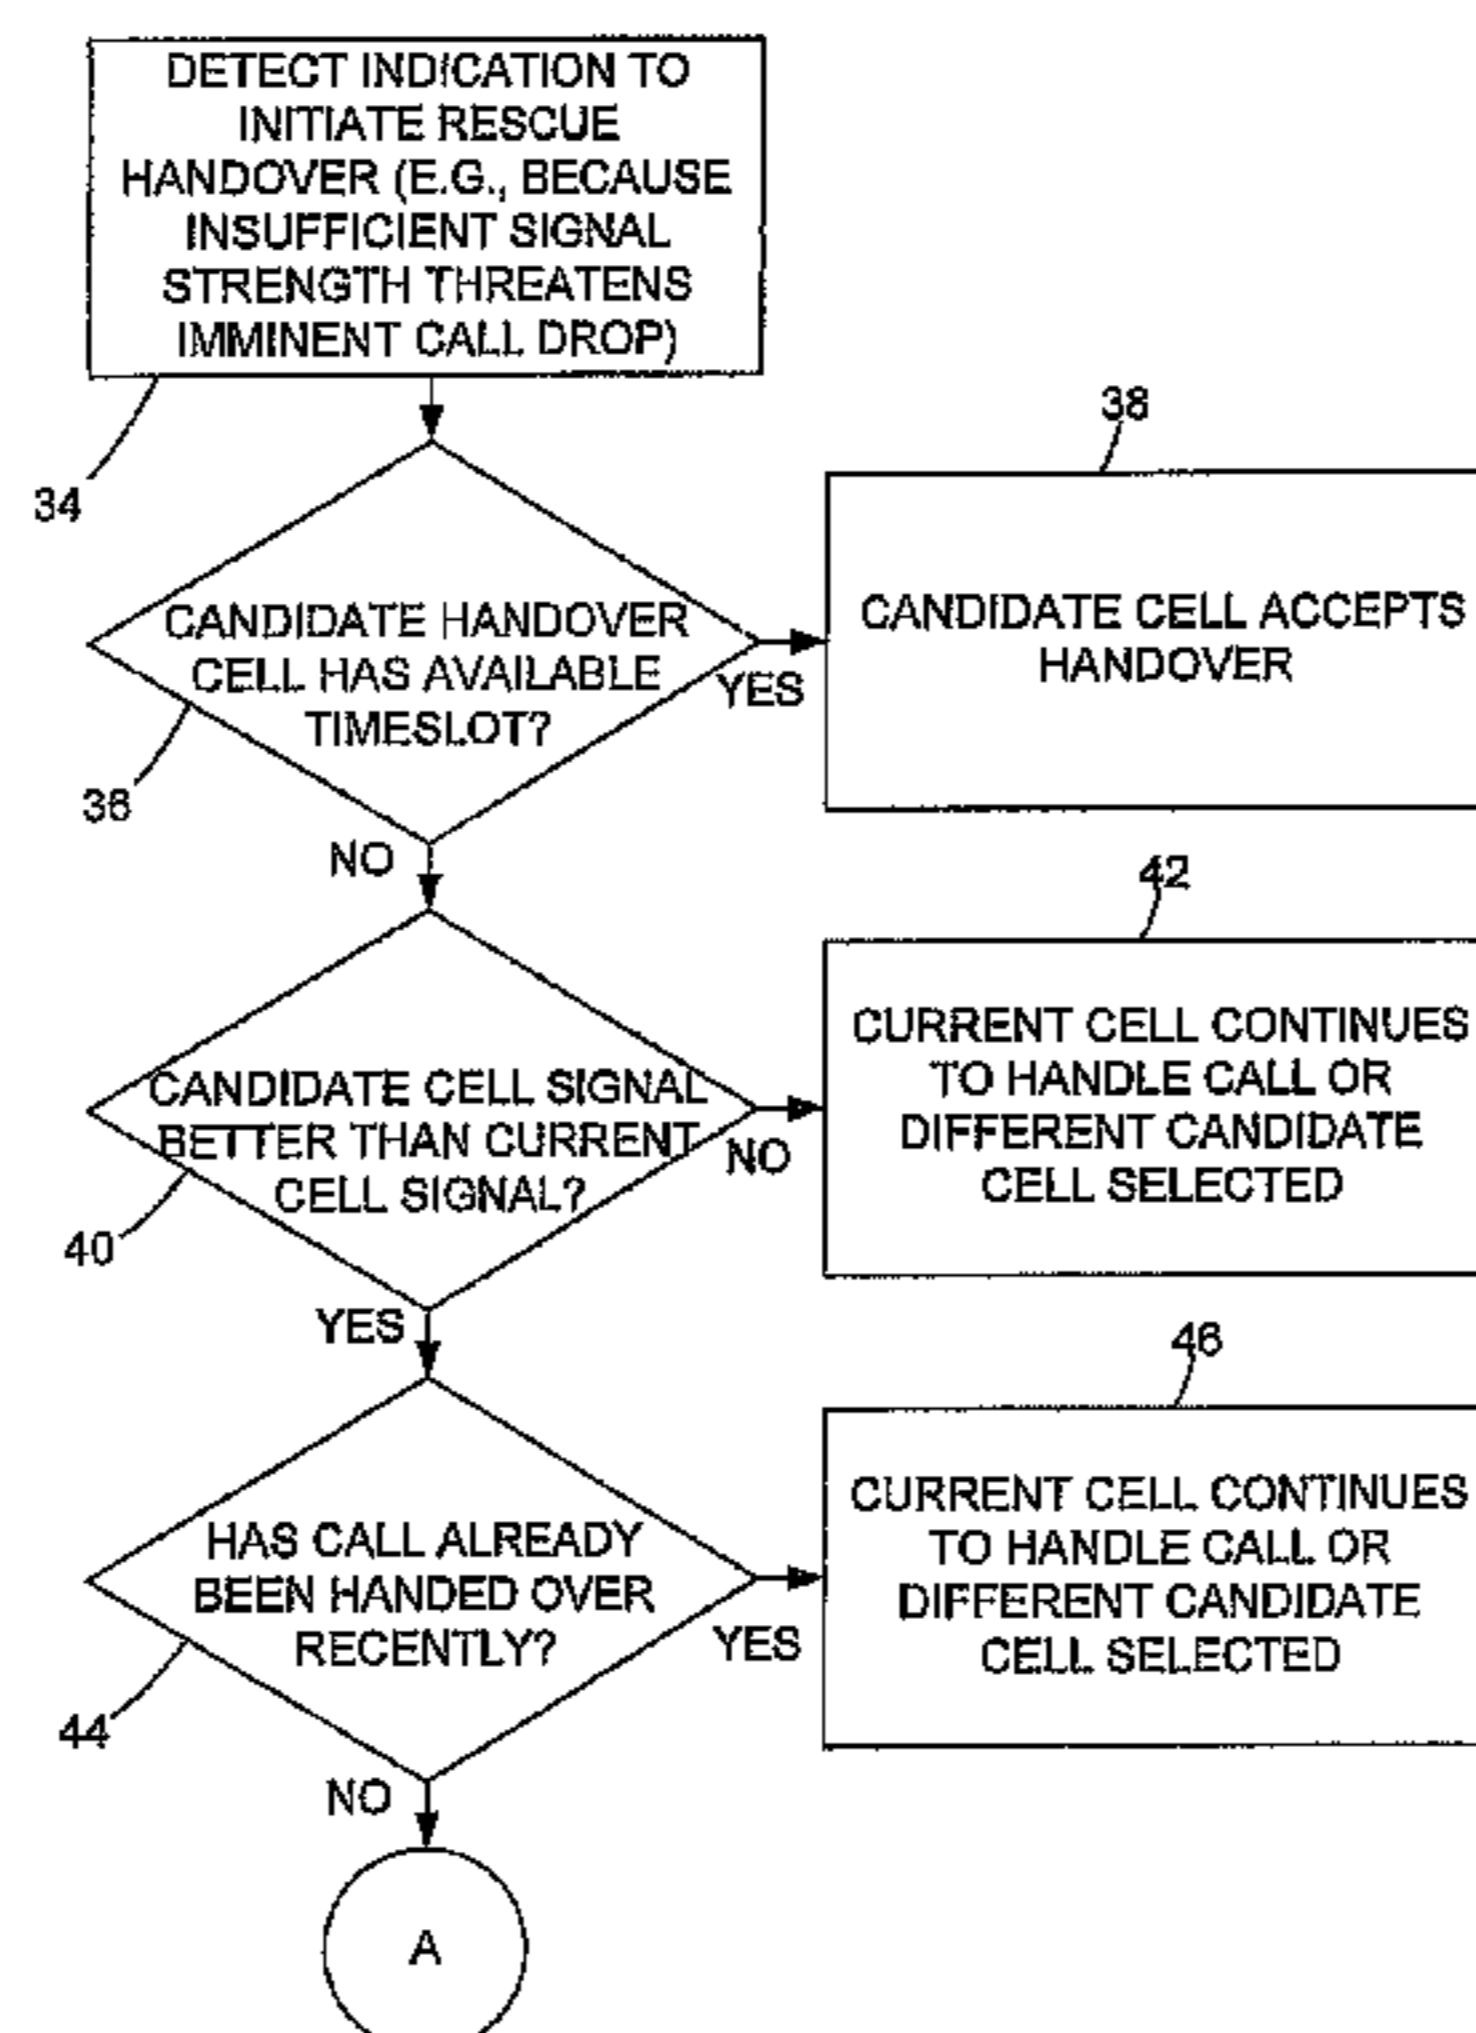 DETECT INDICATION TO
INITIATE RESCUE
HANDOVER (E.G., BECAUSE
INSUFFICIENT SIGNAL
STRENGTH THREATENS
IMMINENT CALL DROP)
34
38
CANDIDATE HANDOVER
CELL HAS AVAILABLE
TIMESLOT?
YES
CANDIDATE CELL ACCEPTS
HANDOVER
36
NO
42
CANDIDATE CELL SIGNAL
BETTER THAN CURRENT
CELL SIGNAL?
NO
CURRENT CELL CONTINUES
TO HANDLE CALL OR
DIFFERENT CANDIDATE
CELL SELECTED
40
YES
46
HAS CALL ALREADY
BEEN HANDED OVER
RECENTLY?
YES
CURRENT CELL CONTINUES
TO HANDLE CALL OR
DIFFERENT CANDIDATE
CELL SELECTED
44
NO
A